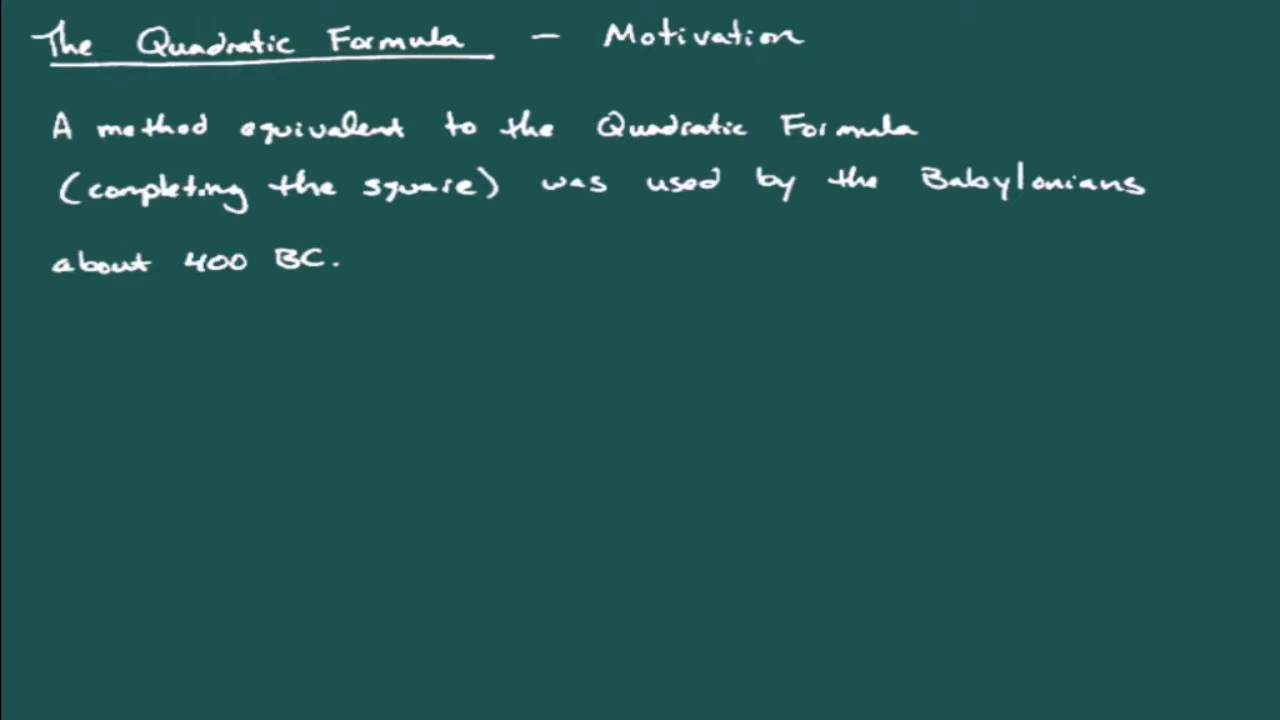 The Quadratic Formula - Motivation
A method equivalent to the Quadratic Formula
(completing the square) was used by the Babylonians
about 400 BC.